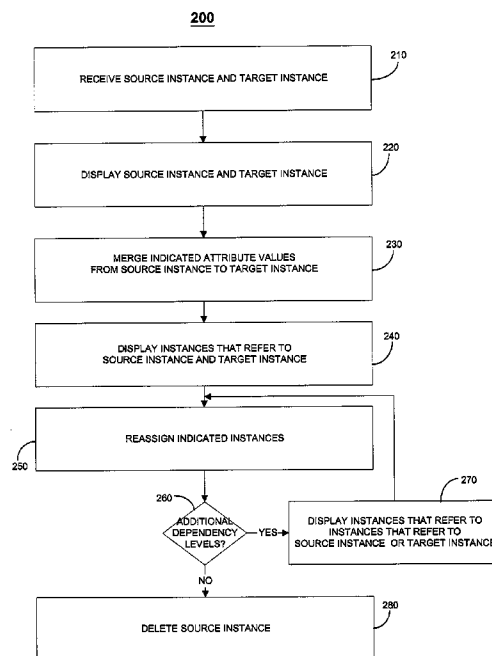 200
RECEIVE SOURCE INSTANCE AND TARGET INSTANCE
210
DISPLAY SOURCE INSTANCE AND TARGET INSTANCE
220
MERGE INDICATED ATTRIBUTE VALUES
FROM SOURCE INSTANCE TO TARGET INSTANCE
230
DISPLAY INSTANCES THAT REFER TO
SOURCE INSTANCE AND TARGET INSTANCE
240
REASSIGN INDICATED INSTANCES
250
260
ADDITIONAL
DEPENDENCY
LEVELS?
YES
270
DISPLAY INSTANCES THAT REFER TO
INSTANCES THAT REFER TO
SOURCE INSTANCE OR TARGET INSTANCE
NO
DELETE SOURCE INSTANCE
280